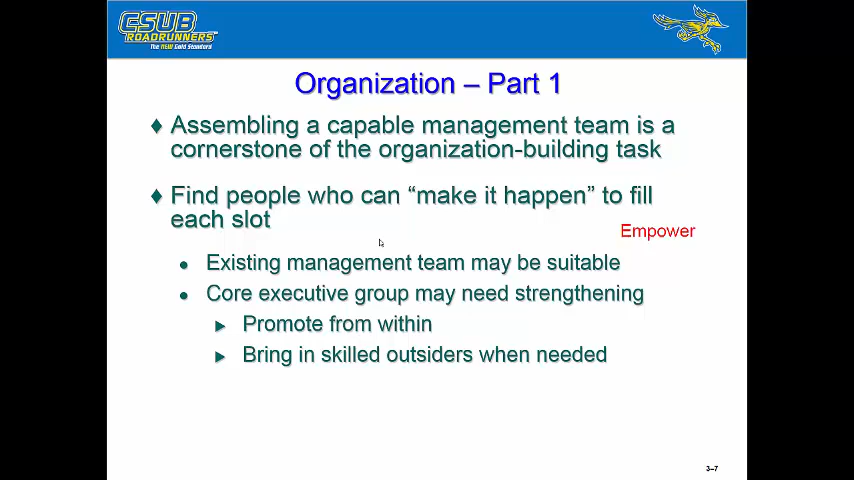 CSUB
ROADRUNNERS
The NEW Gold Standard
Organization – Part 1
♦ Assembling a capable management team is a
cornerstone of the organization-building task
♦ Find people who can “make it happen” to fill
each slot
Empower
● Existing management team may be suitable
● Core executive group may need strengthening
► Promote from within
► Bring in skilled outsiders when needed
3–7